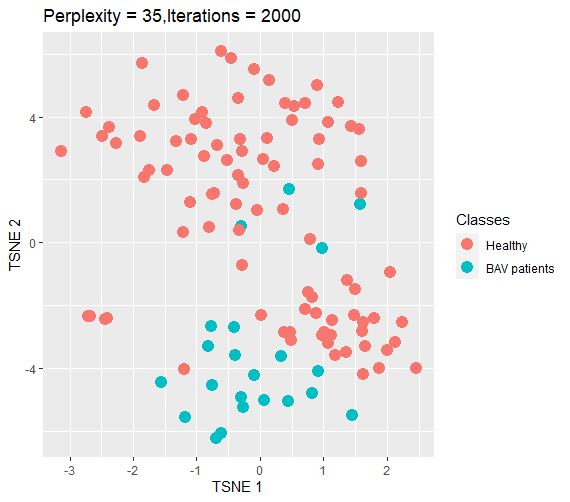 Perplexity = 35,Iterations = 2000
4
0
-4
TSNE 2
-3
-2
-1
0
1
2
TSNE 1
Classes
Healthy
BAV patients